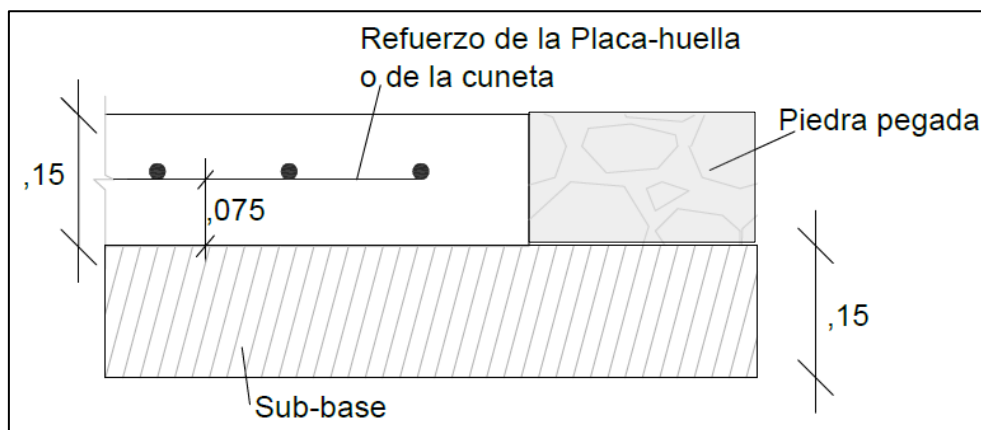 Refuerzo de la Placa-huella
o de la cuneta
Piedra pegada
,15
,075
,15
Sub-base